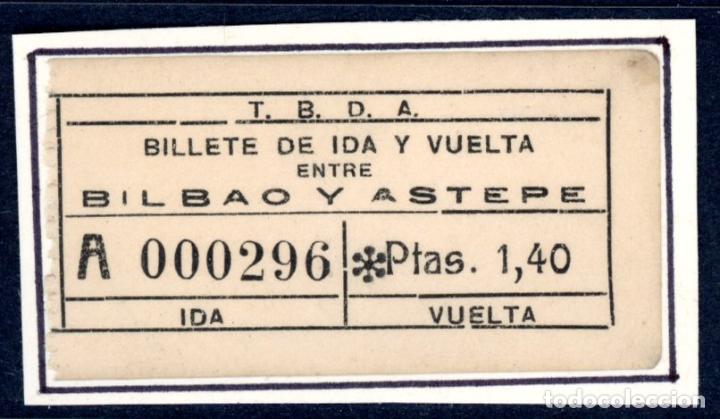 T. B. D. A.
BILLETE DE IDA Y VUELTA
ENTRE
BILBAO Y ASTEPE
A 000296 *Ptas. 1,40
IDA VUELTA
todocoleccion